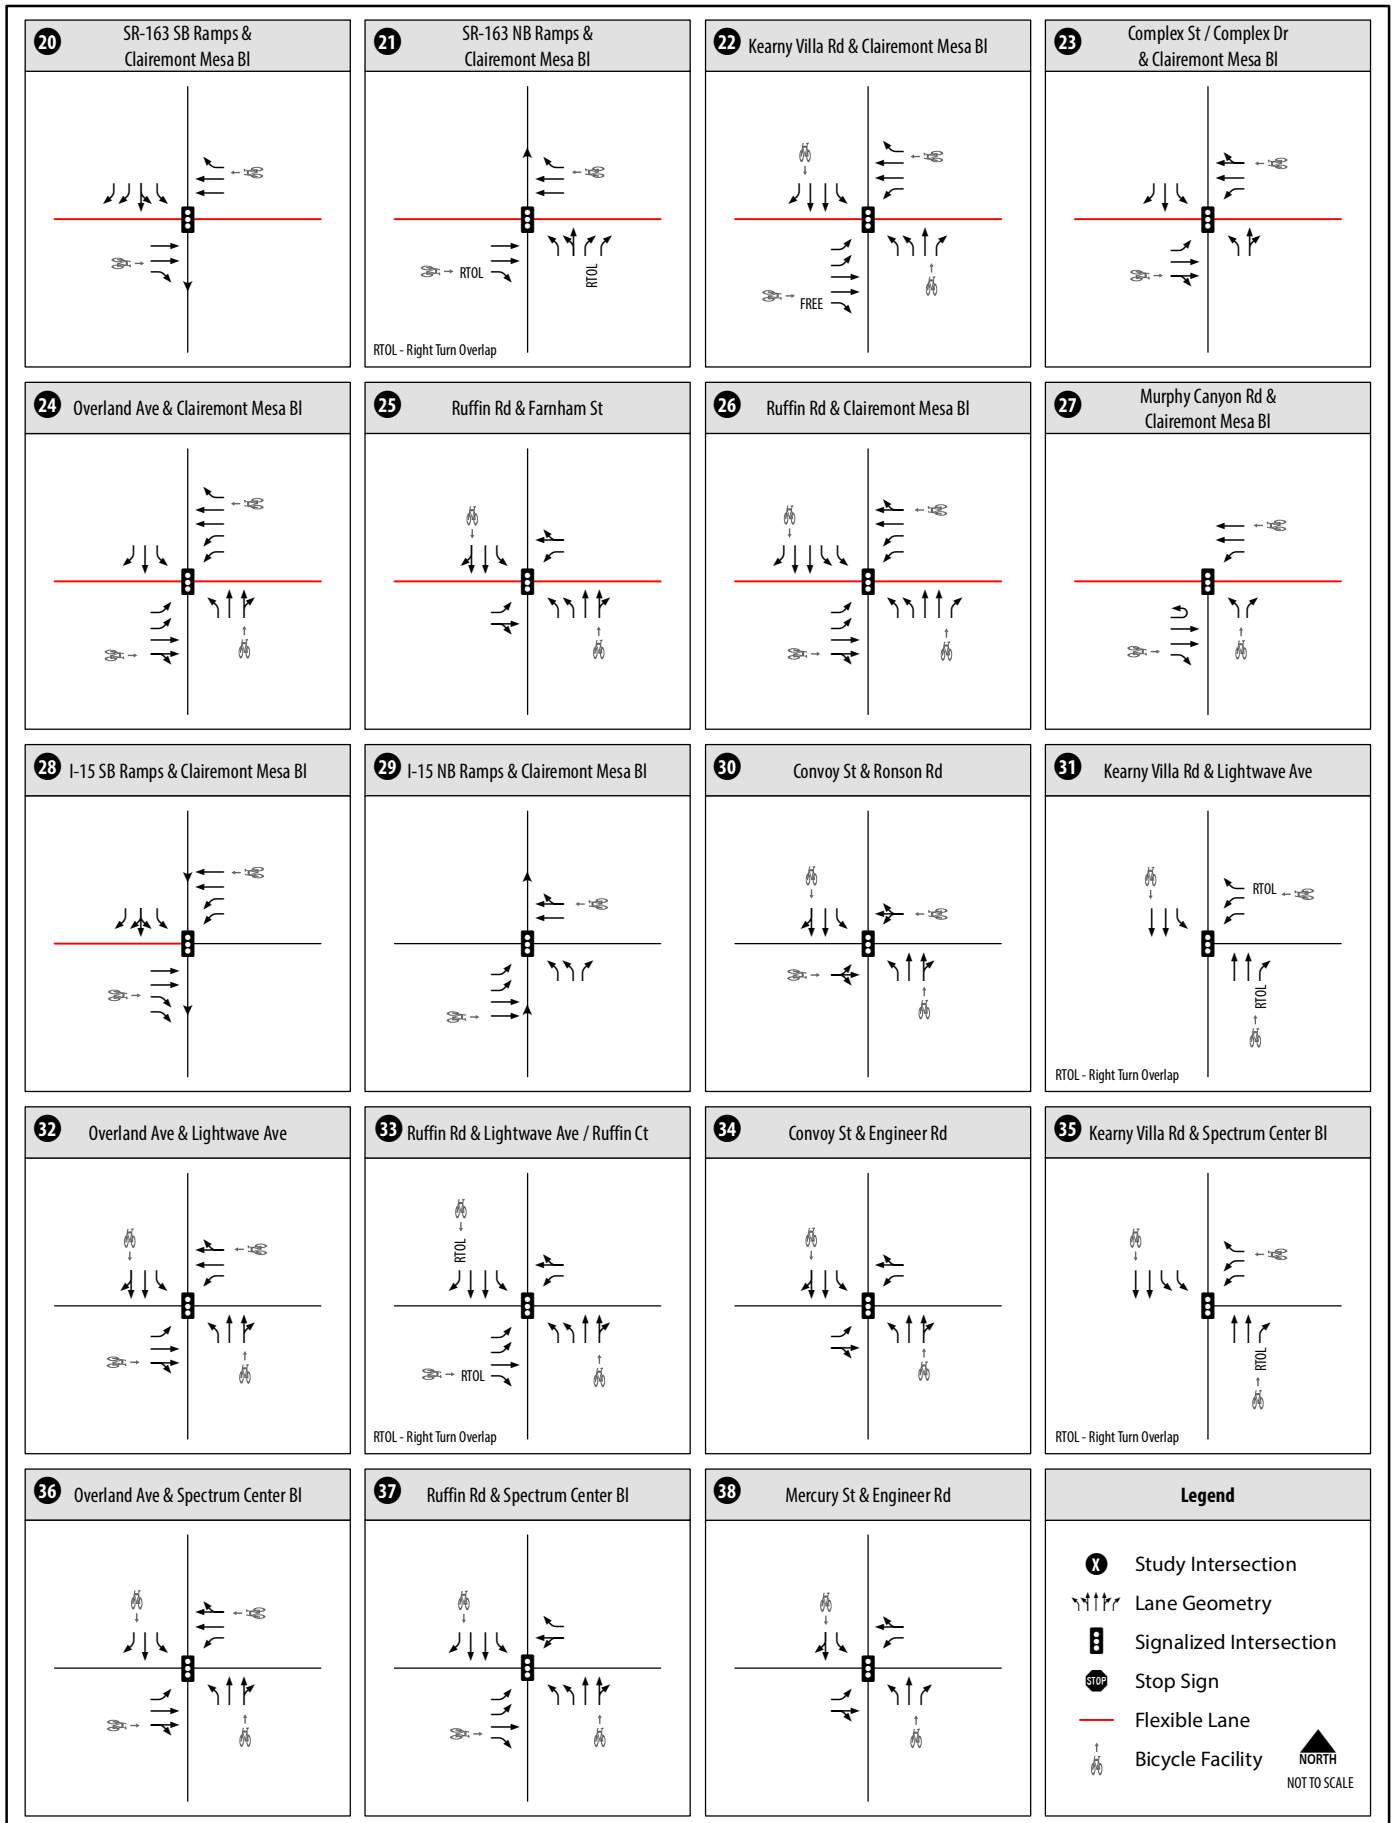 20
SR-163 SB Ramps &
Clairemont Mesa Bl
21
SR-163 NB Ramps &
Clairemont Mesa Bl
RTOL
RTOL
RTOL - Right Turn Overlap
22
Kearny Villa Rd & Clairemont Mesa Bl
FREE
23
Complex St / Complex Dr
& Clairemont Mesa Bl
24
Overland Ave & Clairemont Mesa Bl
25
Ruffin Rd & Farnham St
26
Ruffin Rd & Clairemont Mesa Bl
27
Murphy Canyon Rd &
Clairemont Mesa Bl
28
I-15 SB Ramps & Clairemont Mesa Bl
29
I-15 NB Ramps & Clairemont Mesa Bl
30
Convoy St & Ronson Rd
31
Kearny Villa Rd & Lightwave Ave
RTOL
RTOL
RTOL - Right Turn Overlap
32
Overland Ave & Lightwave Ave
33
Ruffin Rd & Lightwave Ave / Ruffin Ct
RTOL
RTOL
RTOL - Right Turn Overlap
34
Convoy St & Engineer Rd
35
Kearny Villa Rd & Spectrum Center Bl
RTOL
RTOL - Right Turn Overlap
36
Overland Ave & Spectrum Center Bl
37
Ruffin Rd & Spectrum Center Bl
38
Mercury St & Engineer Rd
Legend
X Study Intersection
Lane Geometry
Signalized Intersection
STOP Stop Sign
Flexible Lane
Bicycle Facility
NORTH
NOT TO SCALE